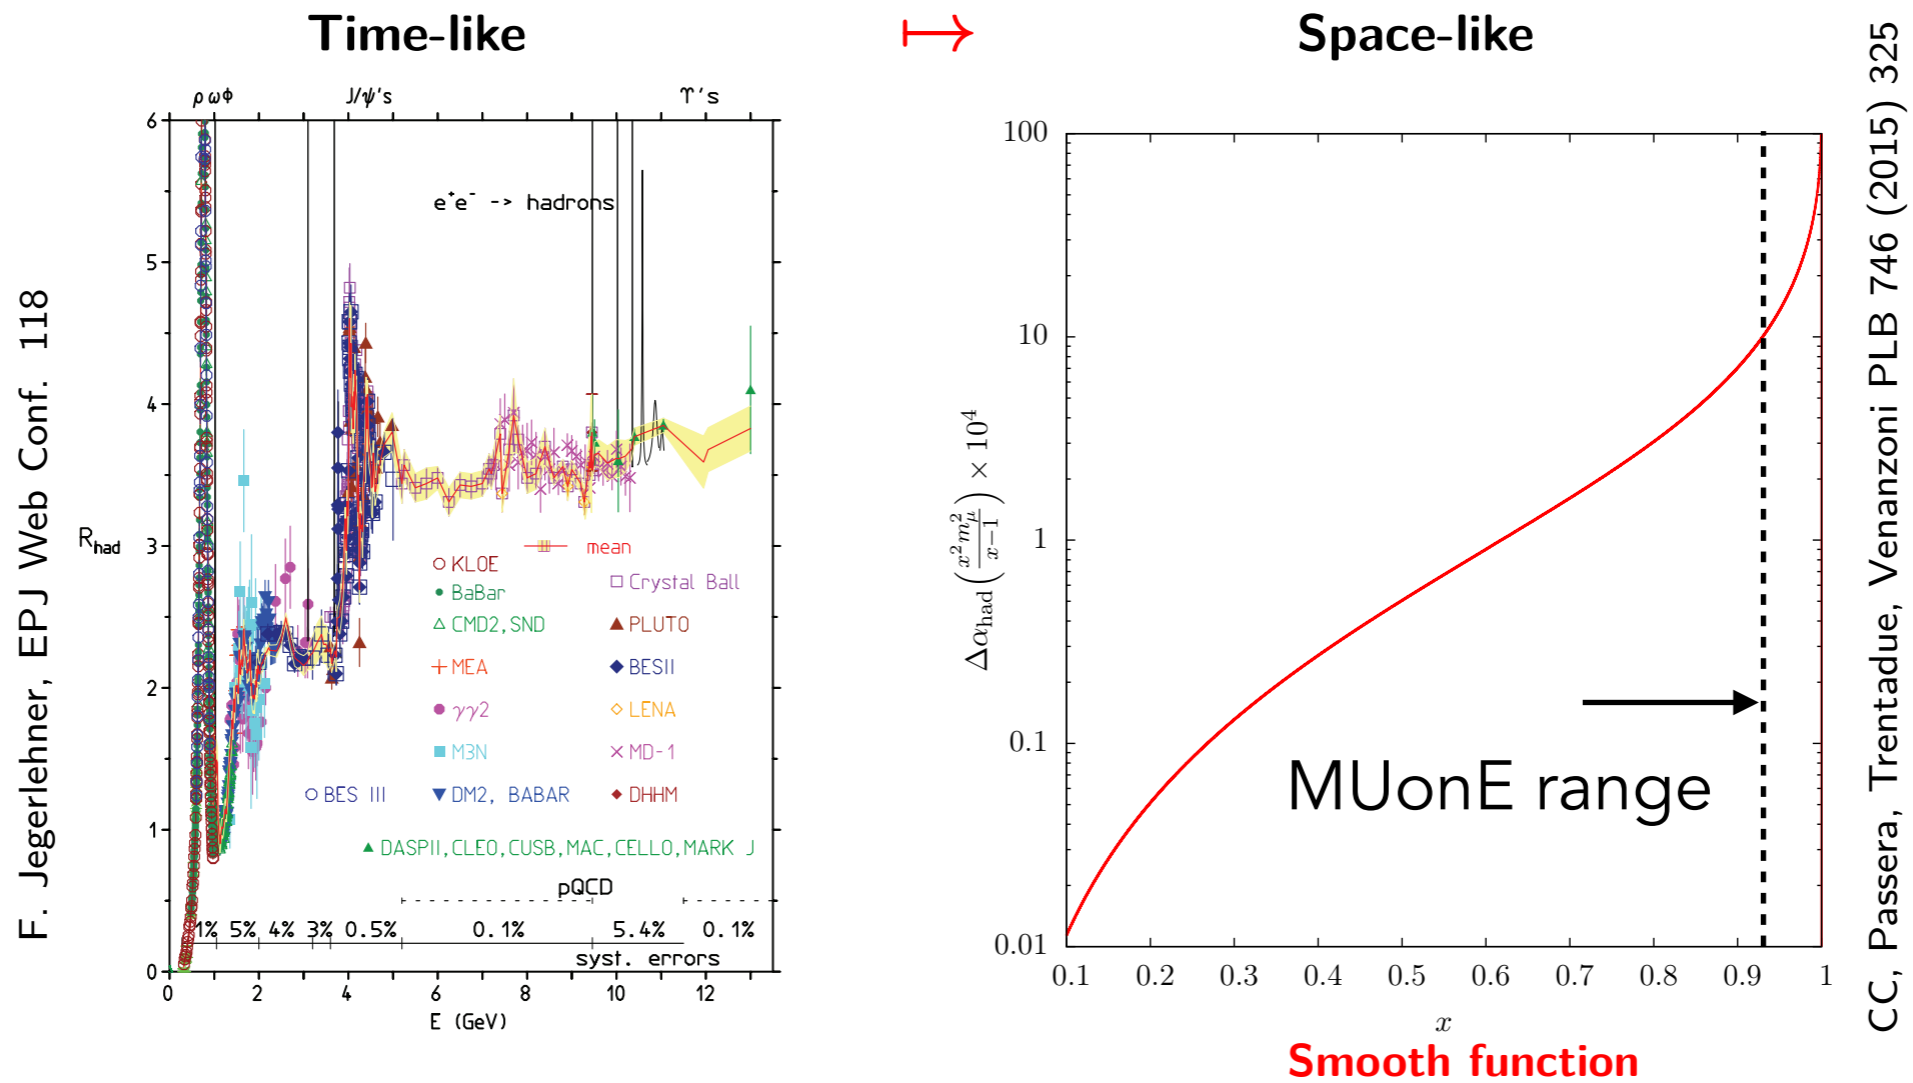 Time-like
↦
Space-like
F. Jegerlehner, EPJ Web Conf. 118
ρ ω Φ
J/ψ's
ϒ's
6
5
4
3
2
1
0
R_had
e⁺e⁻ -> hadrons
mean
KLOE
Crystal Ball
BaBar
CMD2,SND
PLUTO
MEA
BESII
γγ2
LENA
M3N
MD-1
BES III
DM2, BABAR
DHHM
DASPII,CLEO,CUSB,MAC,CELLO,MARK J
pQCD
1% 5% 4% 3% 0.5% 0.1% 5.4% 0.1%
syst. errors
0 2 4 6 8 10 12
E (GeV)
100
10
1
0.1
0.01
Δα_had (x²m_μ²/(x−1)) × 10⁴
MUonE range
0.1 0.2 0.3 0.4 0.5 0.6 0.7 0.8 0.9 1
x
Smooth function
CC, Passera, Trentadue, Venanzoni PLB 746 (2015) 325